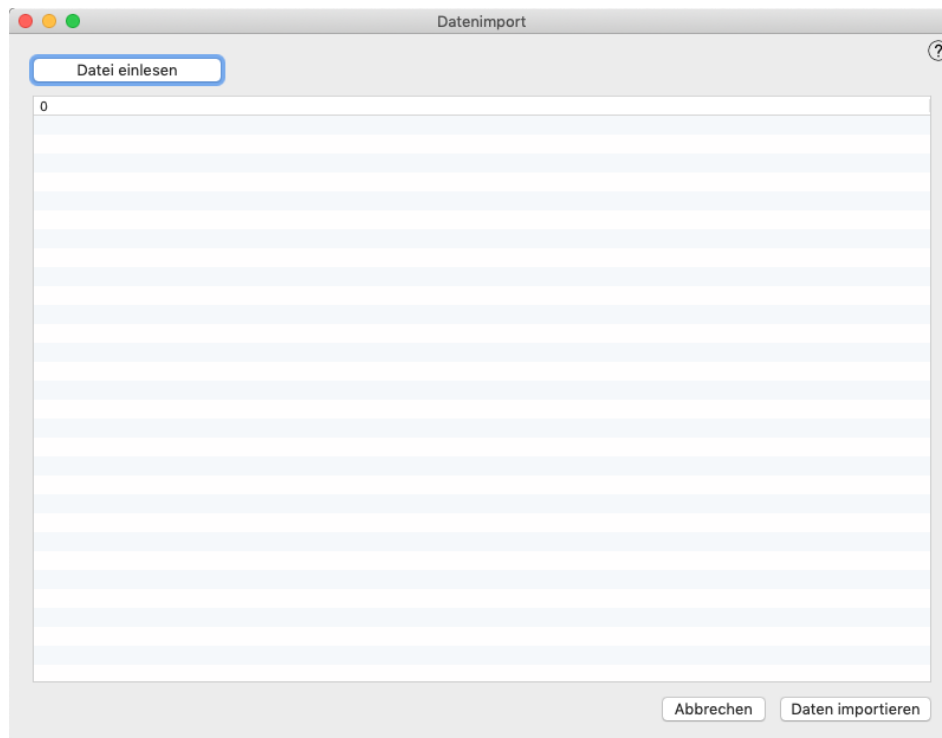 Datenimport
?
Datei einlesen
0
Abbrechen Daten importieren